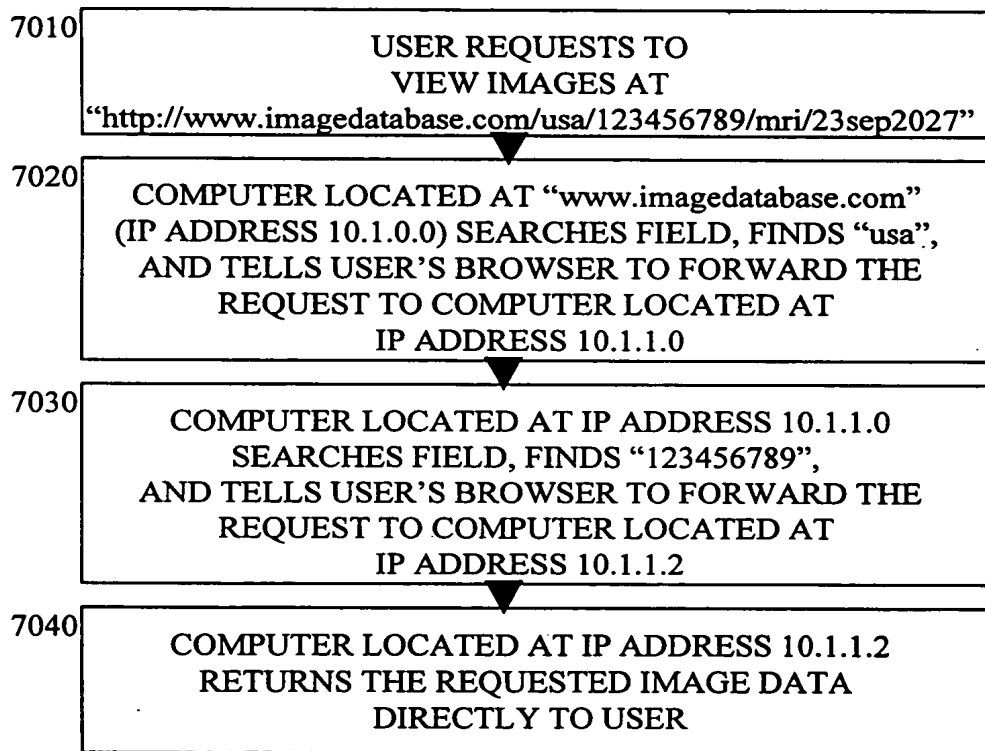 7010
USER REQUESTS TO
VIEW IMAGES AT
“http://www.imagedatabase.com/usa/123456789/mri/23sep2027”
7020
COMPUTER LOCATED AT “www.imagedatabase.com”
(IP ADDRESS 10.1.0.0) SEARCHES FIELD, FINDS “usa”,
AND TELLS USER’S BROWSER TO FORWARD THE
REQUEST TO COMPUTER LOCATED AT
IP ADDRESS 10.1.1.0
7030
COMPUTER LOCATED AT IP ADDRESS 10.1.1.0
SEARCHES FIELD, FINDS “123456789”,
AND TELLS USER’S BROWSER TO FORWARD THE
REQUEST TO COMPUTER LOCATED AT
IP ADDRESS 10.1.1.2
7040
COMPUTER LOCATED AT IP ADDRESS 10.1.1.2
RETURNS THE REQUESTED IMAGE DATA
DIRECTLY TO USER